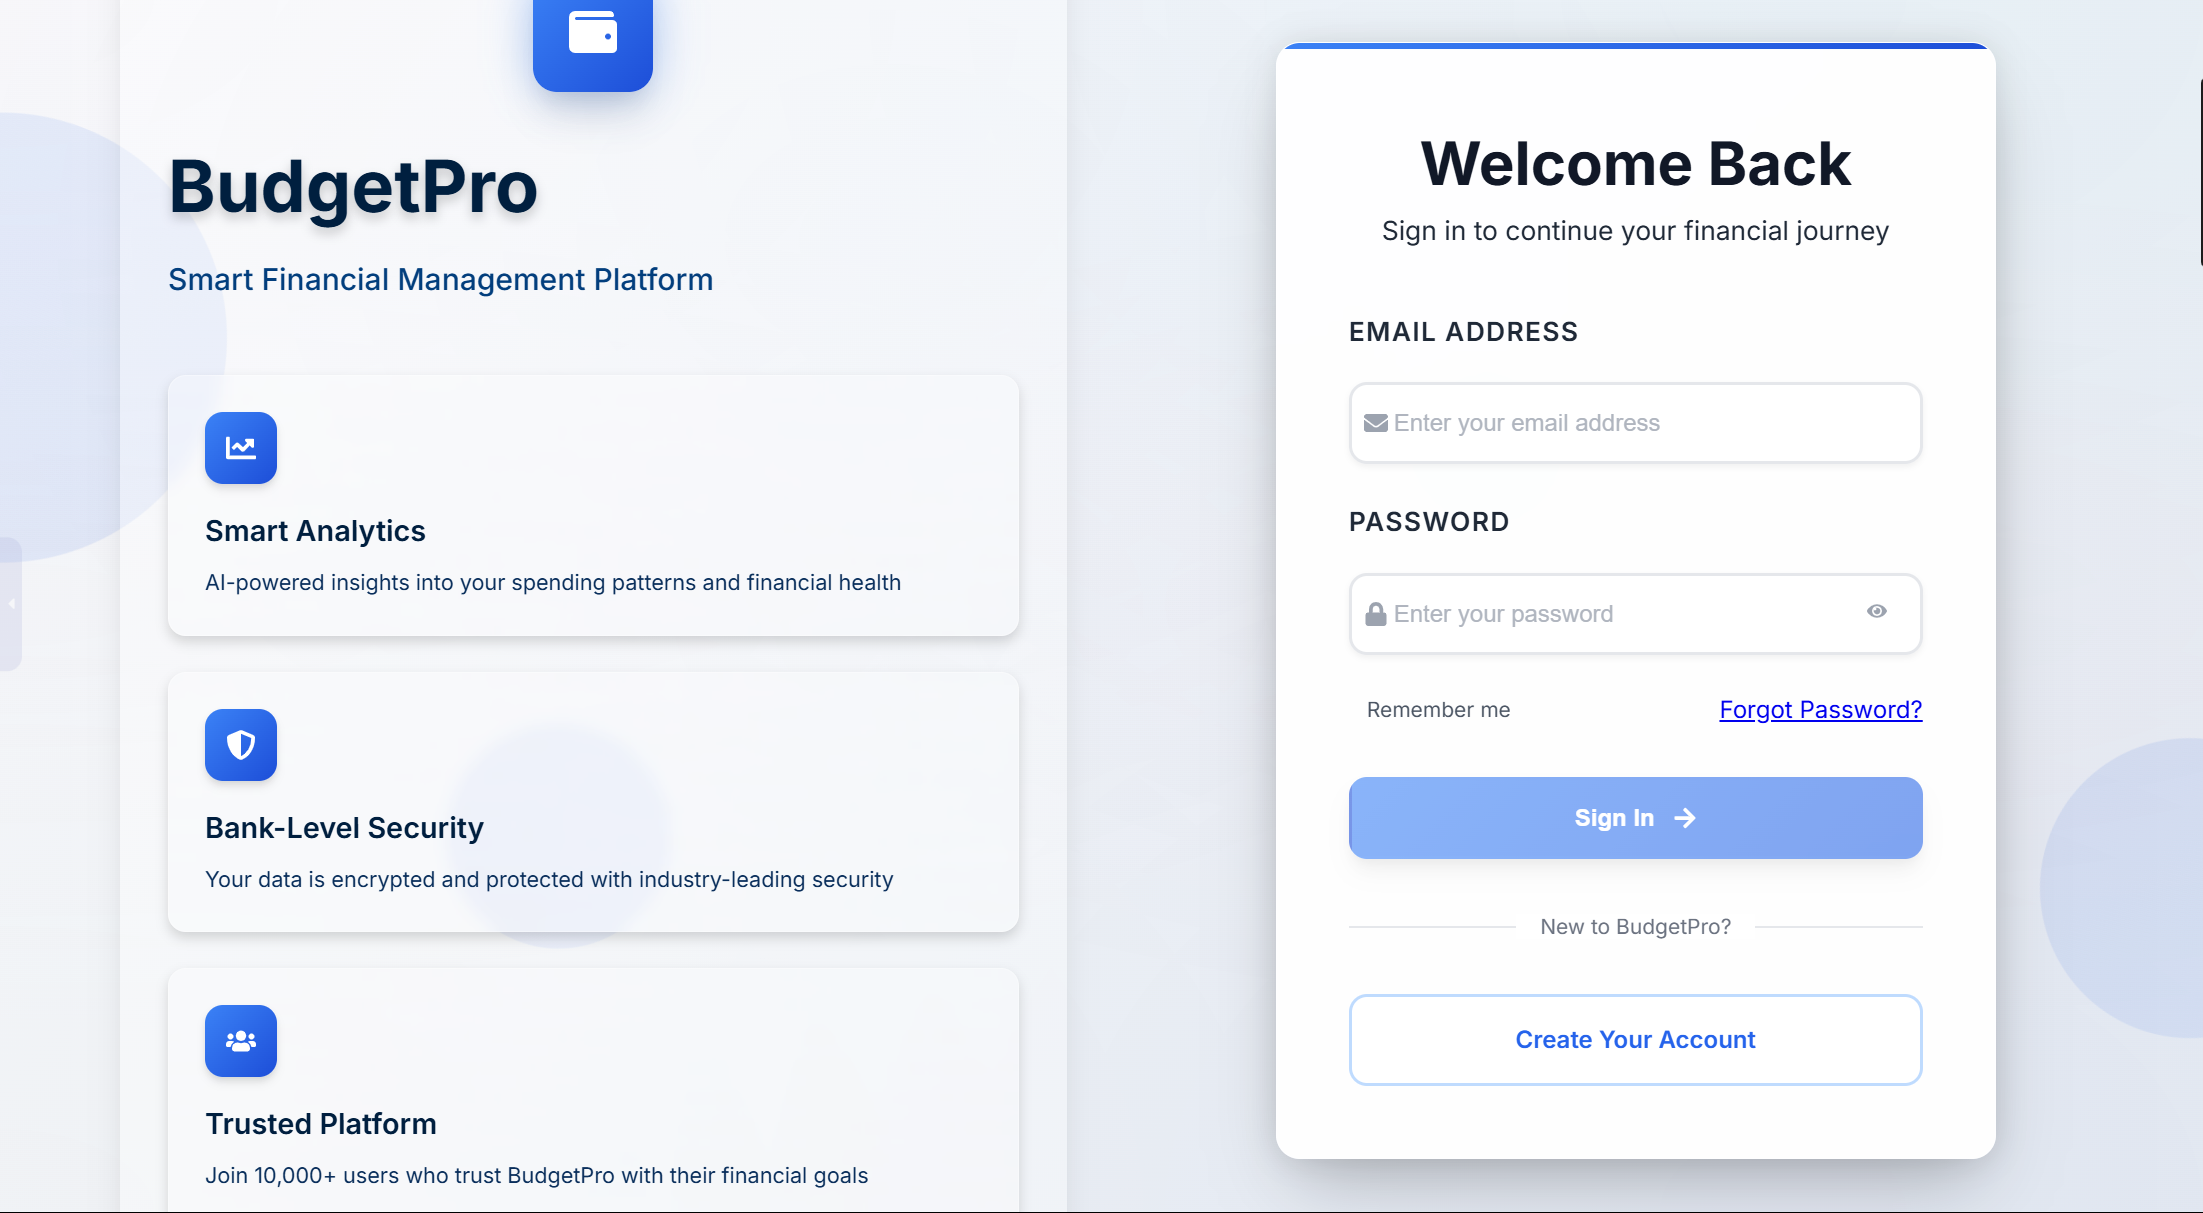 BudgetPro
Smart Financial Management Platform
Smart Analytics
AI-powered insights into your spending patterns and financial health
Bank-Level Security
Your data is encrypted and protected with industry-leading security
Trusted Platform
Join 10,000+ users who trust BudgetPro with their financial goals
Welcome Back
Sign in to continue your financial journey
EMAIL ADDRESS
Enter your email address
PASSWORD
Enter your password
Remember me
Forgot Password?
Sign In
New to BudgetPro?
Create Your Account